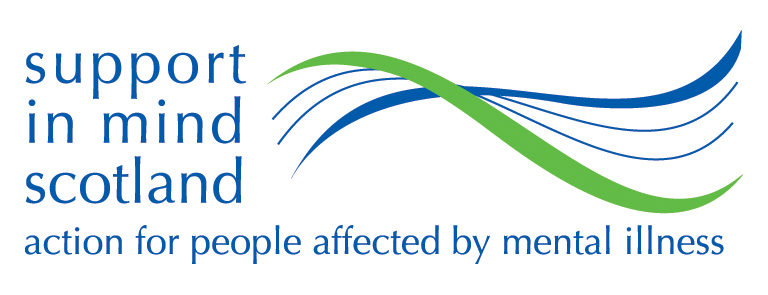 support
in mind
scotland
action for people affected by mental illness